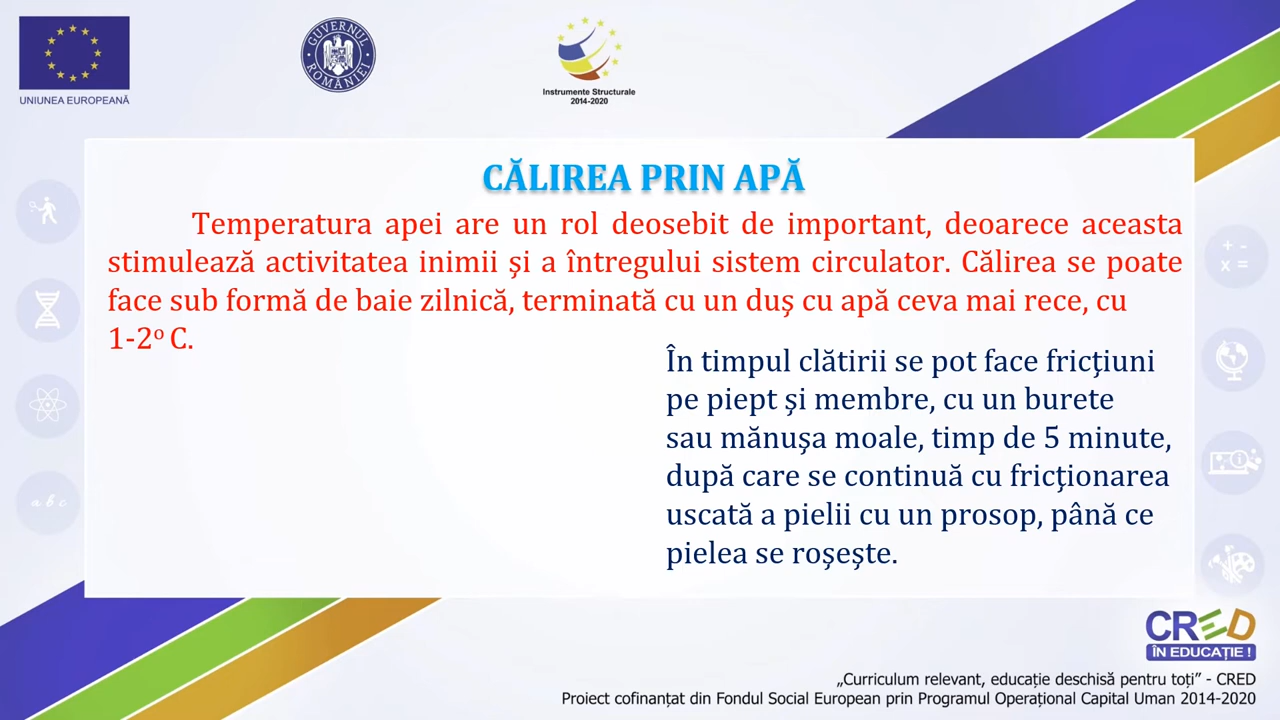 UNIUNEA EUROPEANĂ
GUVERNUL ROMÂNIEI
Instrumente Structurale
2014-2020
CĂLIREA PRIN APĂ
Temperatura apei are un rol deosebit de important, deoarece aceasta
stimulează activitatea inimii și a întregului sistem circulator. Călirea se poate
face sub formă de baie zilnică, terminată cu un duș cu apă ceva mai rece, cu
1-2º C.
În timpul clătirii se pot face fricțiuni
pe piept și membre, cu un burete
sau mănușa moale, timp de 5 minute,
după care se continuă cu fricționarea
uscată a pielii cu un prosop, până ce
pielea se roșește.
+ -
x =
a b c
CRED
ÎN EDUCAȚIE !
„Curriculum relevant, educație deschisă pentru toți” - CRED
Proiect cofinanțat din Fondul Social European prin Programul Operațional Capital Uman 2014-2020